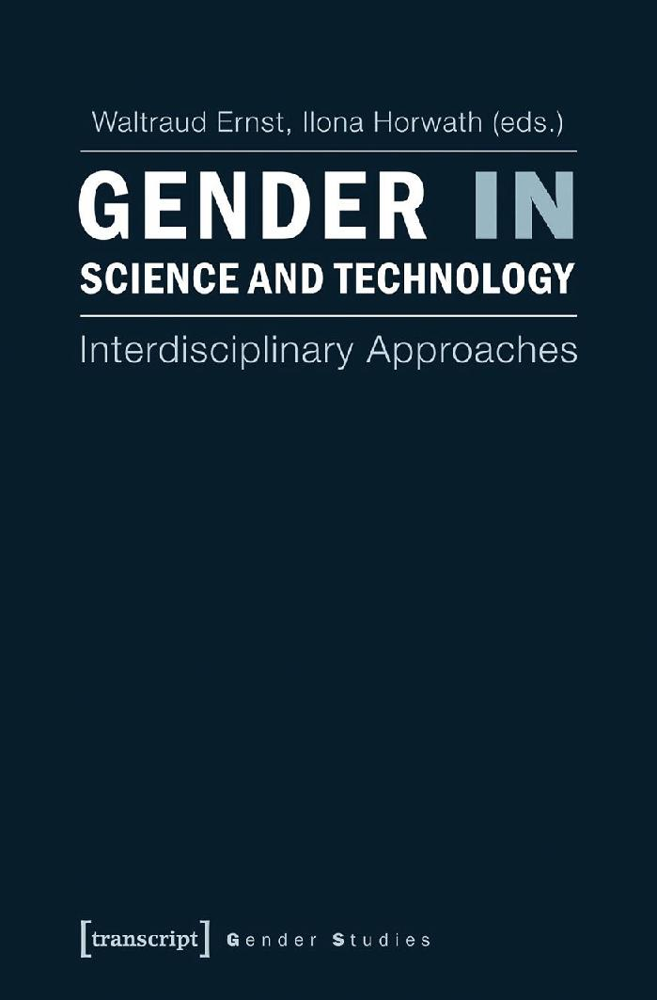 Waltraud Ernst, Ilona Horwath (eds.)
GENDER IN
SCIENCE AND TECHNOLOGY
Interdisciplinary Approaches
[transcript] Gender Studies